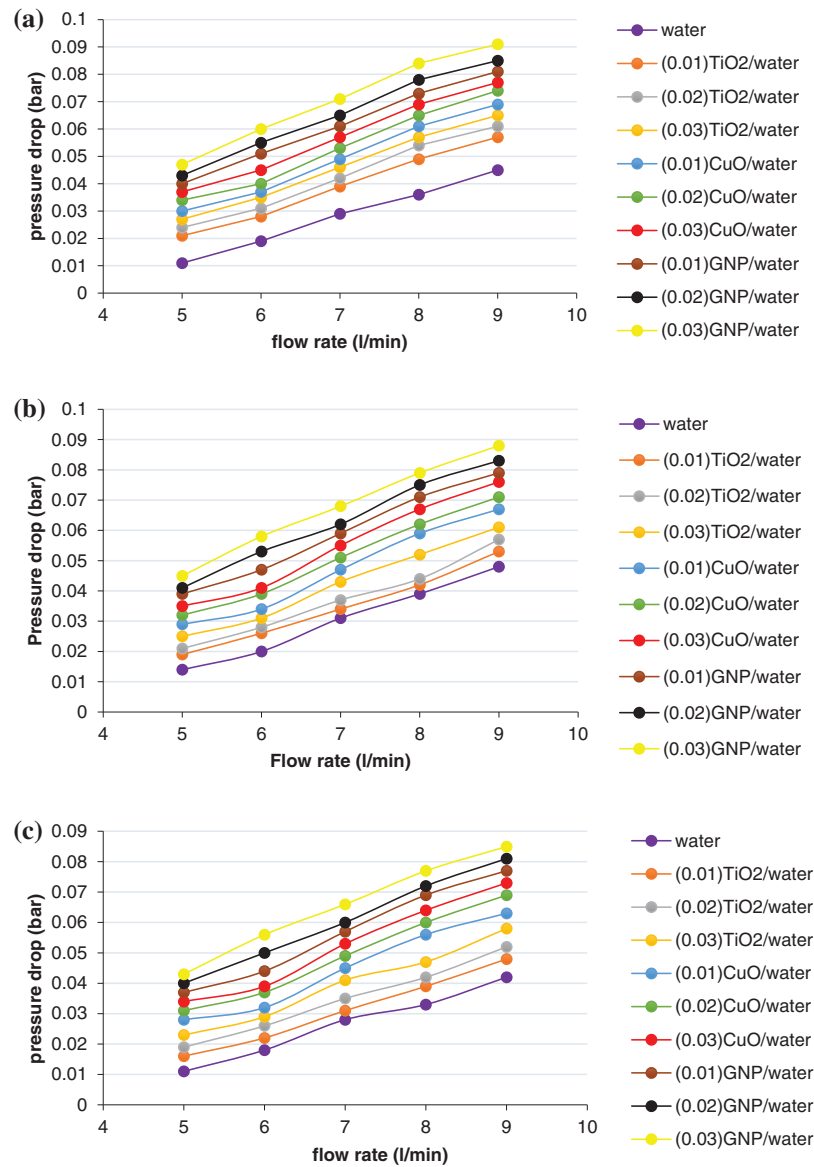 (a)
0.1
0.09
0.08
0.07
0.06
0.05
0.04
0.03
0.02
0.01
0
pressure drop (bar)
4 5 6 7 8 9 10
flow rate (l/min)
water
(0.01)TiO2/water
(0.02)TiO2/water
(0.03)TiO2/water
(0.01)CuO/water
(0.02)CuO/water
(0.03)CuO/water
(0.01)GNP/water
(0.02)GNP/water
(0.03)GNP/water
(b)
0.1
0.09
0.08
0.07
0.06
0.05
0.04
0.03
0.02
0.01
0
Pressure drop (bar)
4 5 6 7 8 9 10
Flow rate (l/min)
water
(0.01)TiO2/water
(0.02)TiO2/water
(0.03)TiO2/water
(0.01)CuO/water
(0.02)CuO/water
(0.03)CuO/water
(0.01)GNP/water
(0.02)GNP/water
(0.03)GNP/water
(c)
0.09
0.08
0.07
0.06
0.05
0.04
0.03
0.02
0.01
0
pressure drop (bar)
4 5 6 7 8 9 10
flow rate (l/min)
water
(0.01)TiO2/water
(0.02)TiO2/water
(0.03)TiO2/water
(0.01)CuO/water
(0.02)CuO/water
(0.03)CuO/water
(0.01)GNP/water
(0.02)GNP/water
(0.03)GNP/water